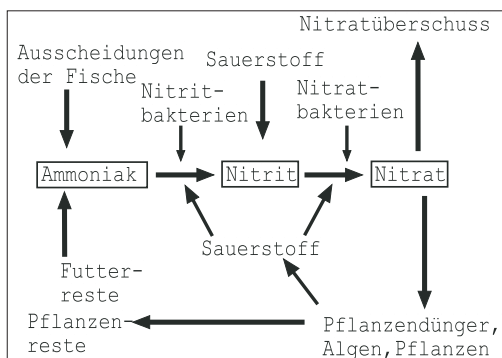 Nitratüberschuss
Ausscheidungen
der Fische
Sauerstoff
Nitrit-
bakterien
Nitrat-
bakterien
Ammoniak
Nitrit
Nitrat
Sauerstoff
Futter-
reste
Pflanzen-
reste
Pflanzendünger,
Algen,Pflanzen